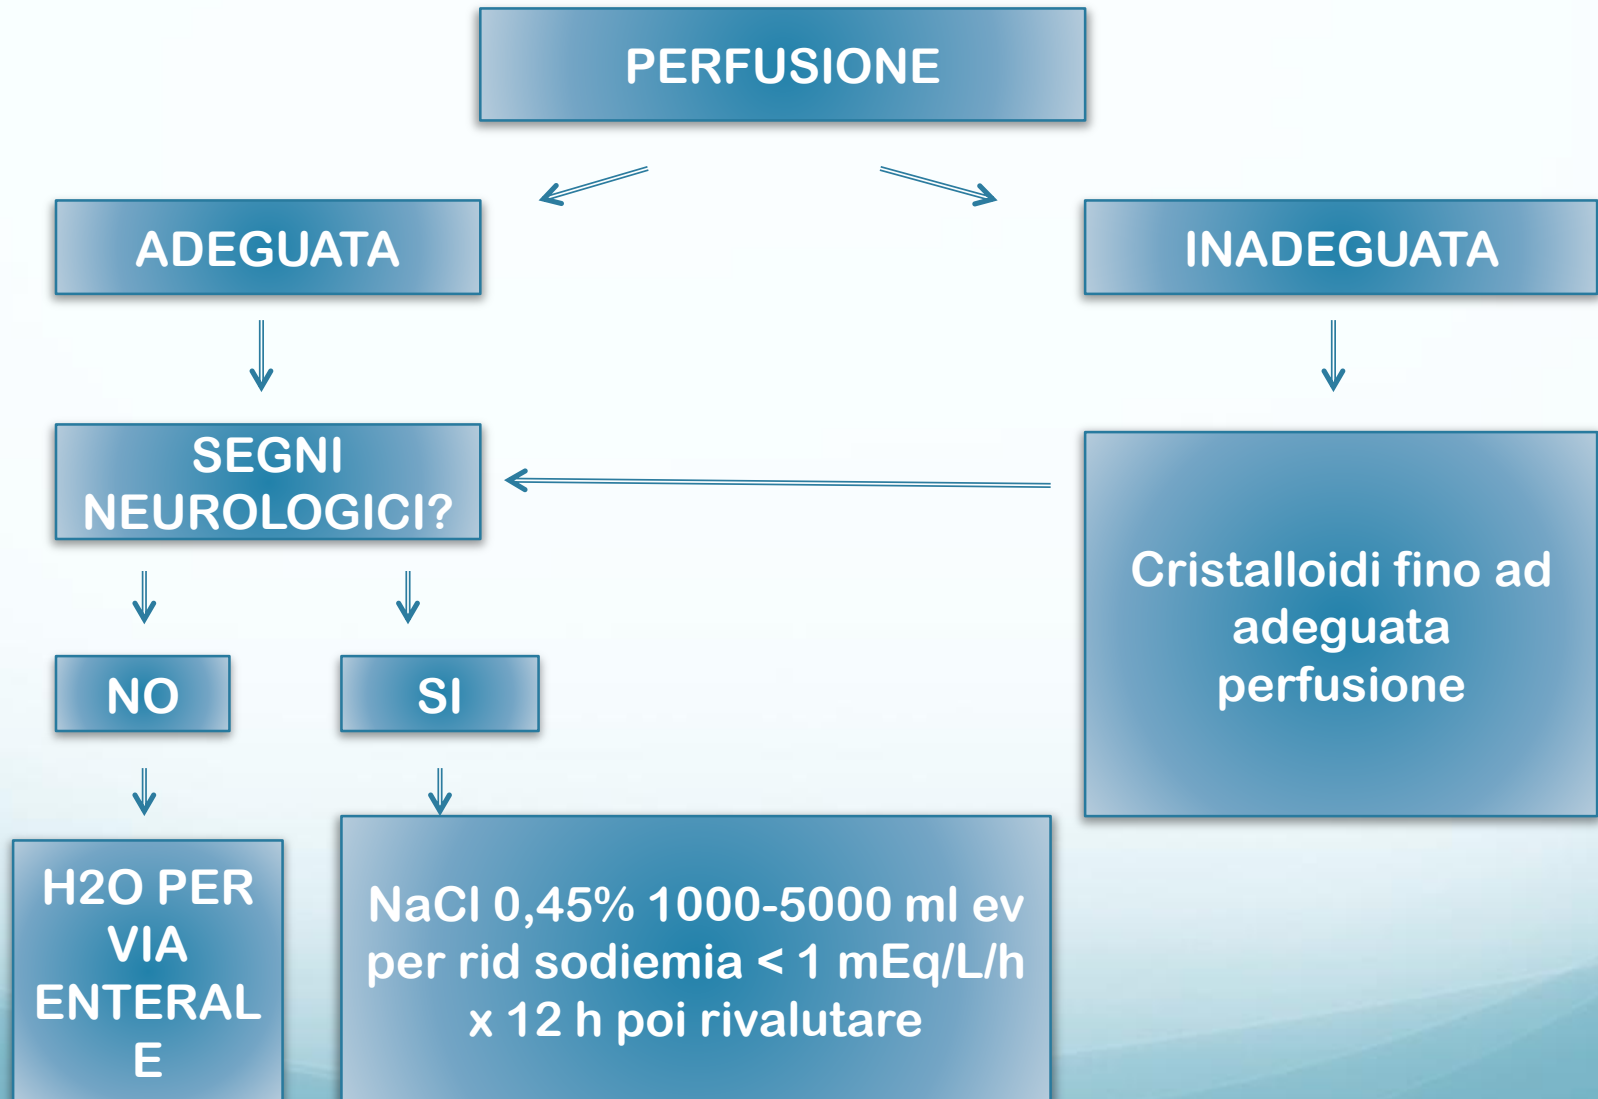 PERFUSIONE
ADEGUATA
INADEGUATA
SEGNI
NEUROLOGICI?
Cristalloidi fino ad
adeguata
perfusione
NO
SI
H2O PER
VIA
ENTERAL
E
NaCl 0,45% 1000-5000 ml ev
per rid sodiemia < 1 mEq/L/h
x 12 h poi rivalutare